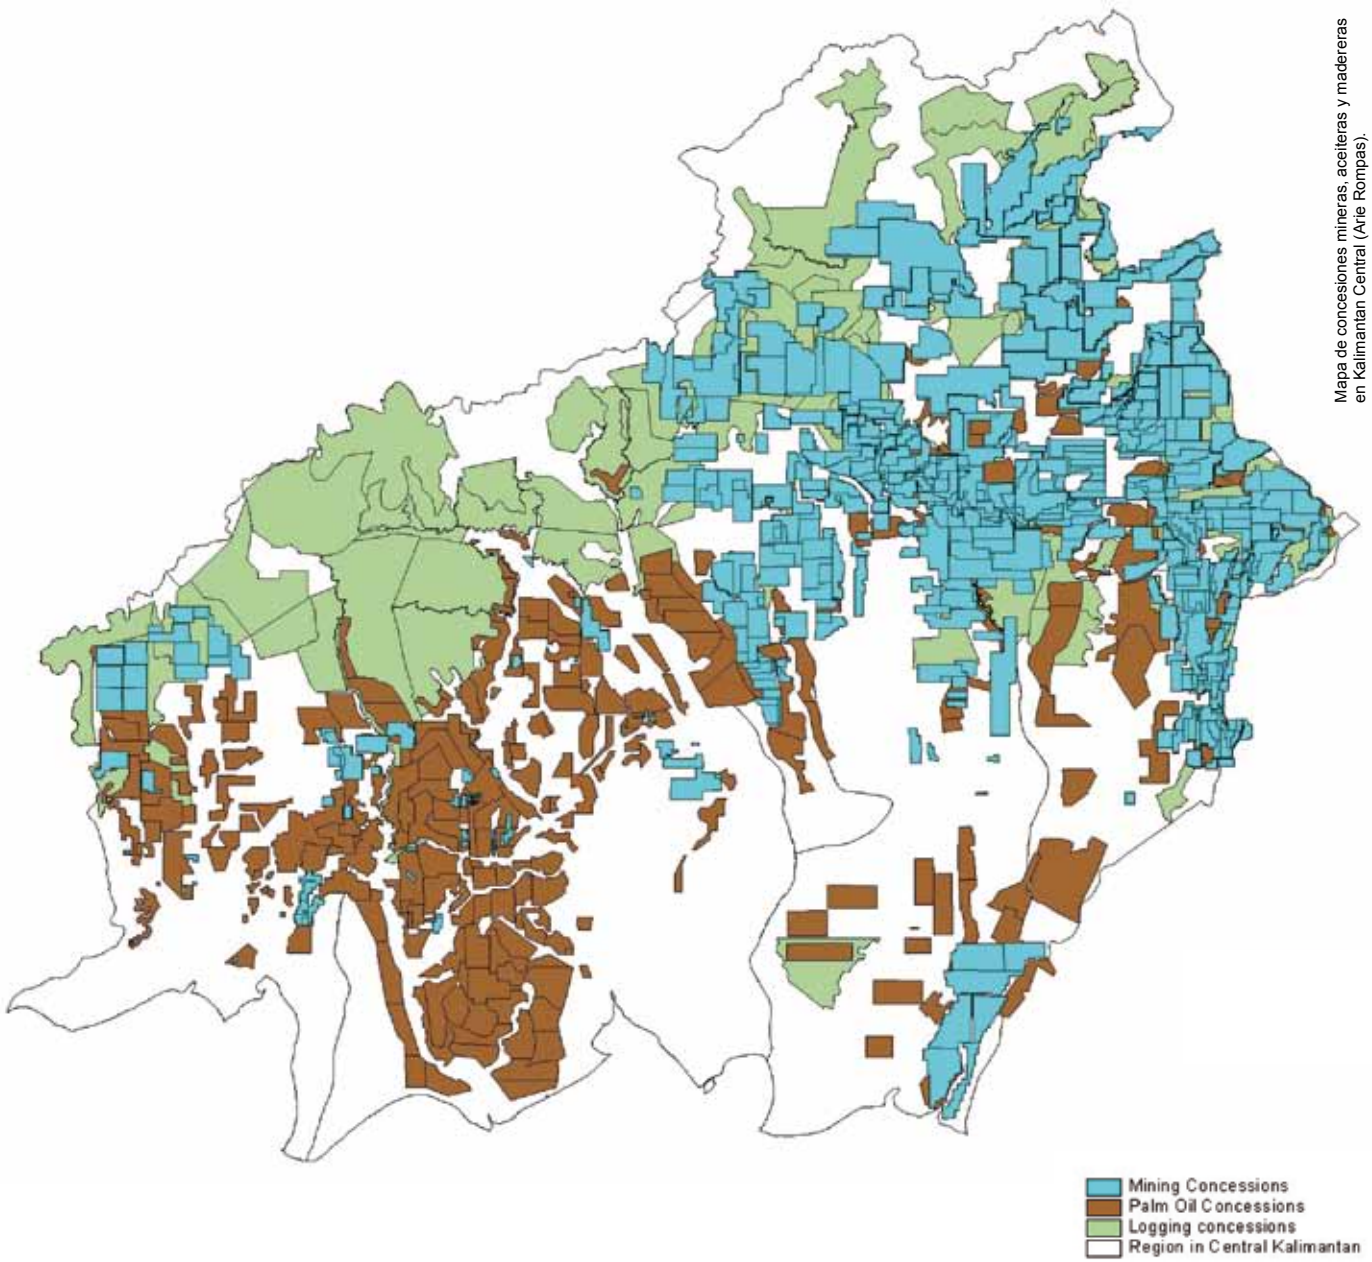 Mapa de concesiones mineras, aceiteras y madereras
en Kalimantan Central (Arie Rompas).
Mining Concessions
Palm Oil Concessions
Logging concessions
Region in Central Kalimantan